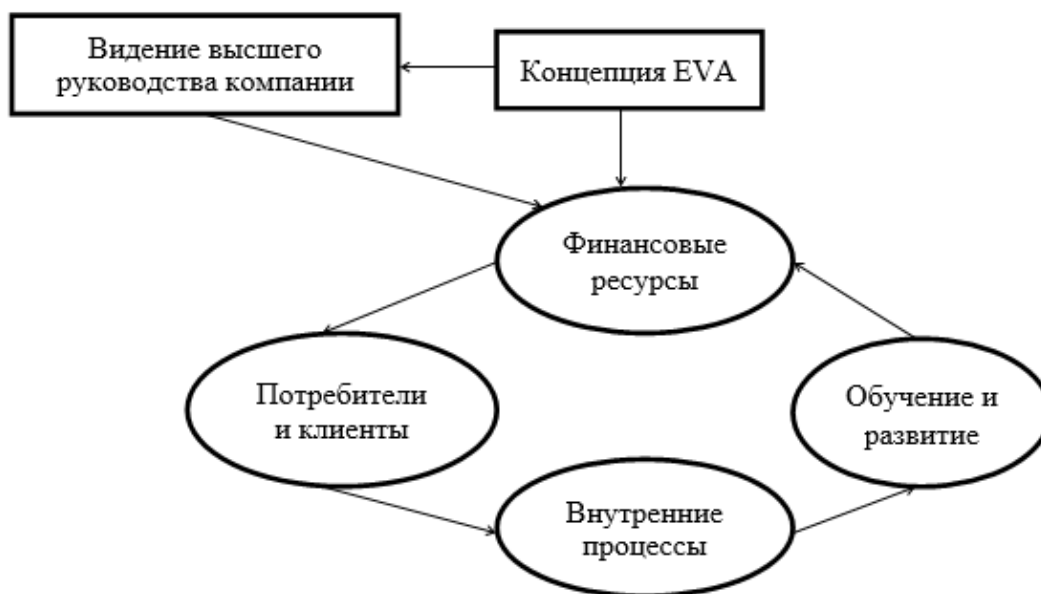 Видение высшего
руководства компании
Концепция EVA
Финансовые
ресурсы
Потребители
и клиенты
Обучение и
развитие
Внутренние
процессы